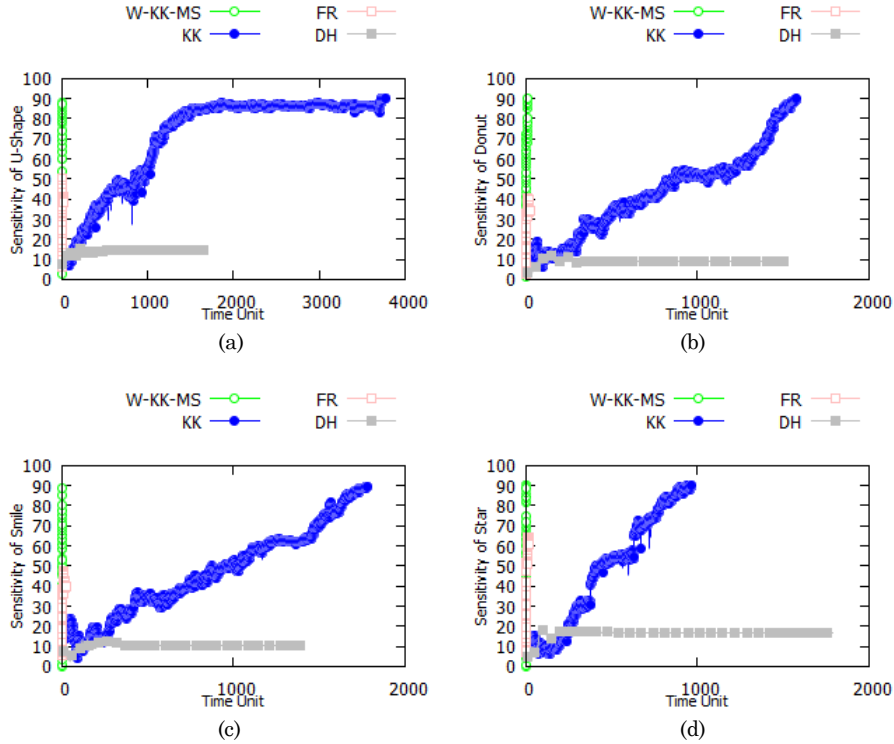 W-KK-MS FR
KK DH
100
90
80
70
60
50
40
30
20
10
0
Sensitivity of U-Shape
0 1000 2000 3000 4000
Time Unit
(a)
W-KK-MS FR
KK DH
100
90
80
70
60
50
40
30
20
10
0
Sensitivity of Donut
0 1000 2000
Time Unit
(b)
W-KK-MS FR
KK DH
100
90
80
70
60
50
40
30
20
10
0
Sensitivity of Smile
0 1000 2000
Time Unit
(c)
W-KK-MS FR
KK DH
100
90
80
70
60
50
40
30
20
10
0
Sensitivity of Star
0 1000 2000
Time Unit
(d)